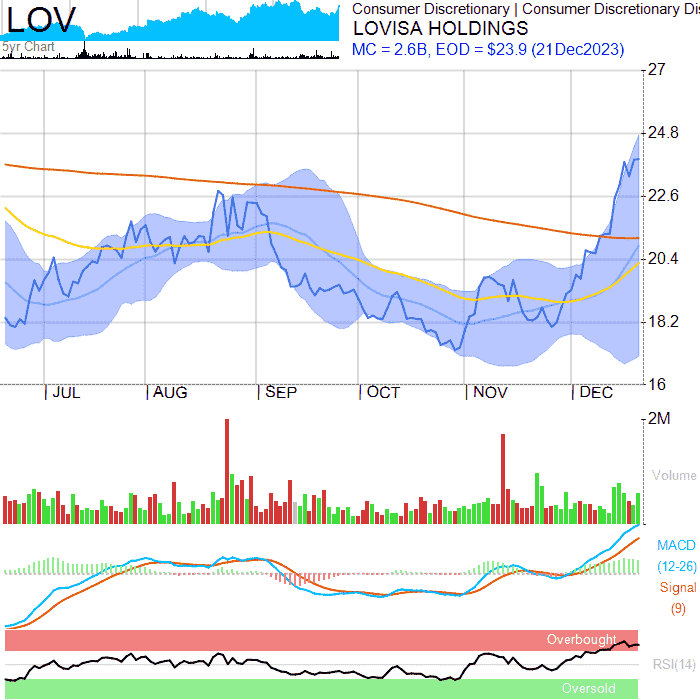 LOV
5yr Chart
Consumer Discretionary | Consumer Discretionary Dis
LOVISA HOLDINGS
MC = 2.6B, EOD = $23.9 (21Dec2023)
27
24.8
22.6
20.4
18.2
16
| JUL | AUG | SEP | OCT | NOV | DEC
2M
Volume
MACD
(12-26)
Signal
(9)
Overbought
RSI(14)
Oversold